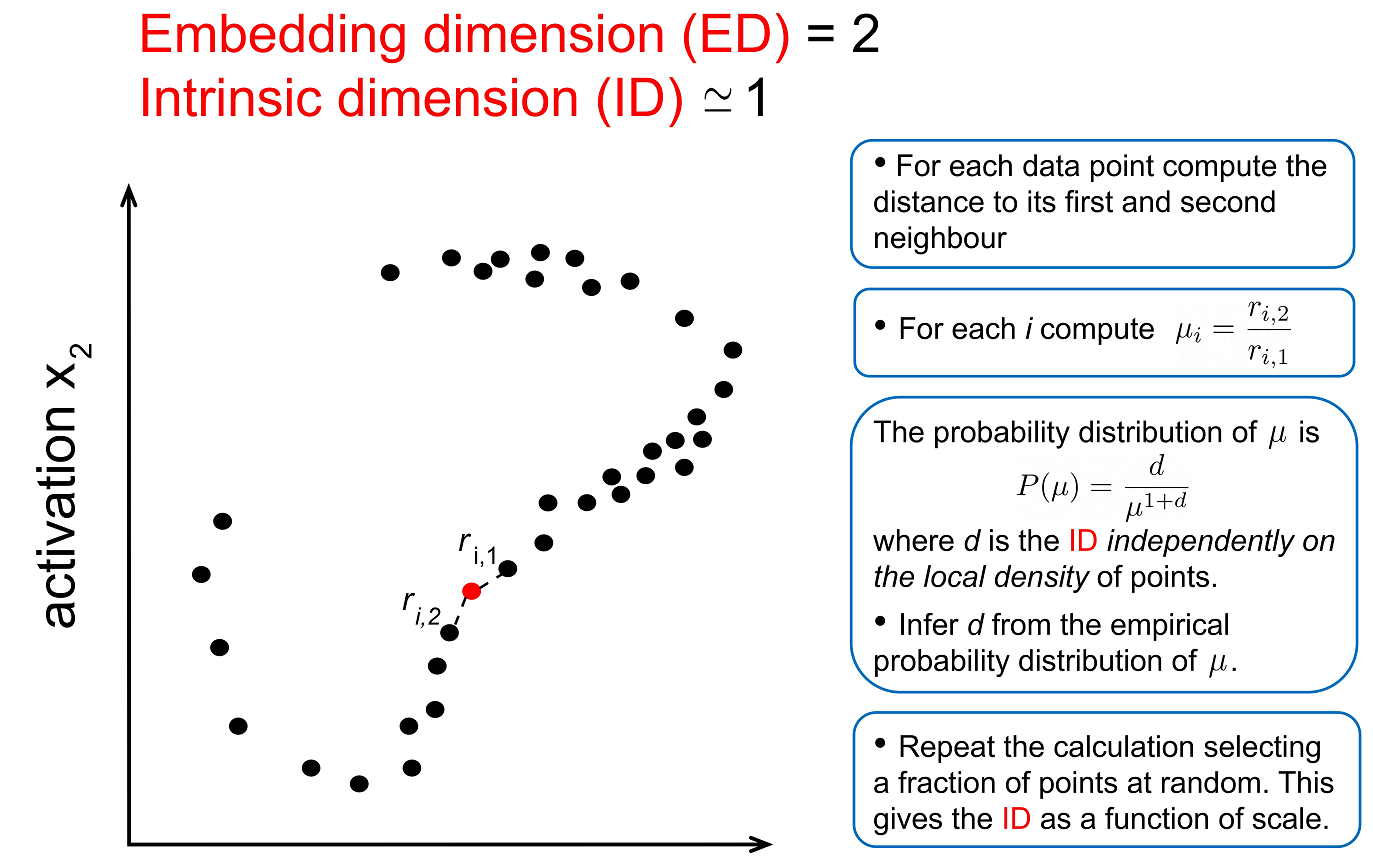 Embedding dimension (ED) = 2
Intrinsic dimension (ID) ≃ 1
activation x₂
r i,1
r i,2
• For each data point compute the
distance to its first and second
neighbour
• For each i compute μᵢ = r_{i,2} / r_{i,1}
The probability distribution of μ is
P(μ) = d / μ^{1+d}
where d is the ID independently on
the local density of points.
• Infer d from the empirical
probability distribution of μ.
• Repeat the calculation selecting
a fraction of points at random. This
gives the ID as a function of scale.